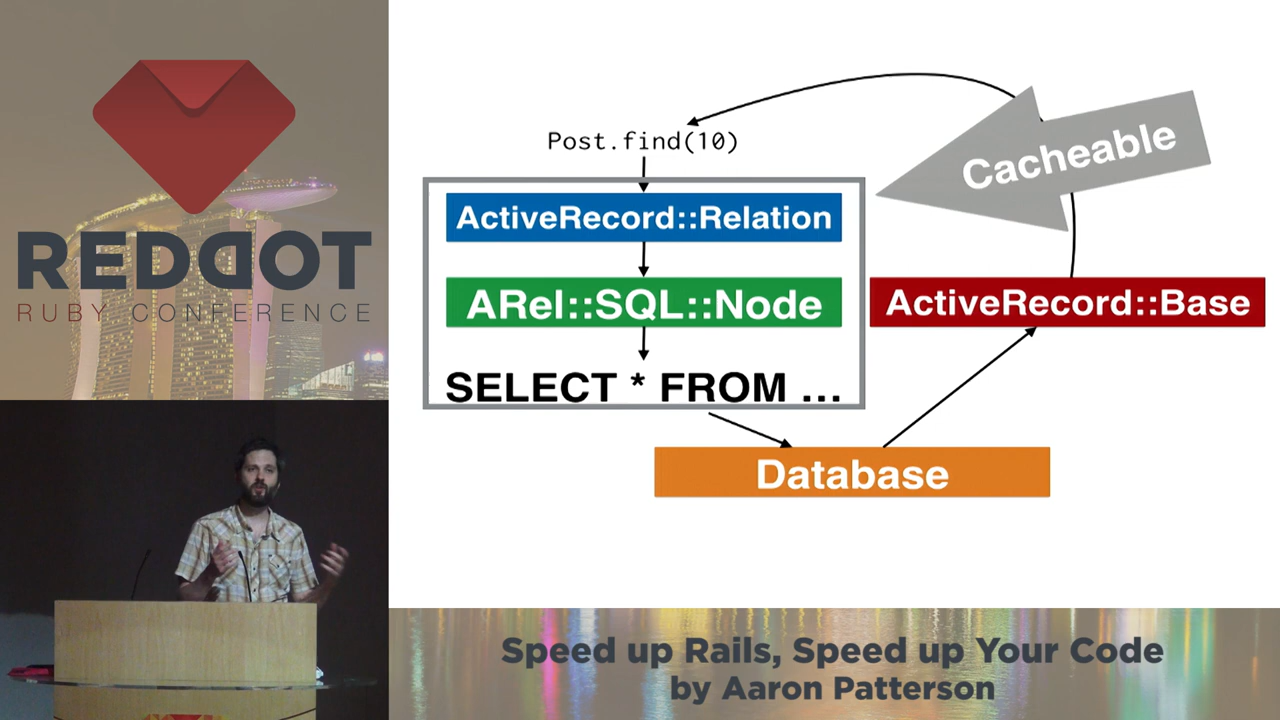 REDDOT
RUBY CONFERENCE
Post.find(10)
Cacheable
ActiveRecord::Relation
ARel::SQL::Node
ActiveRecord::Base
SELECT * FROM ...
Database
Speed up Rails, Speed up Your Code
by Aaron Patterson